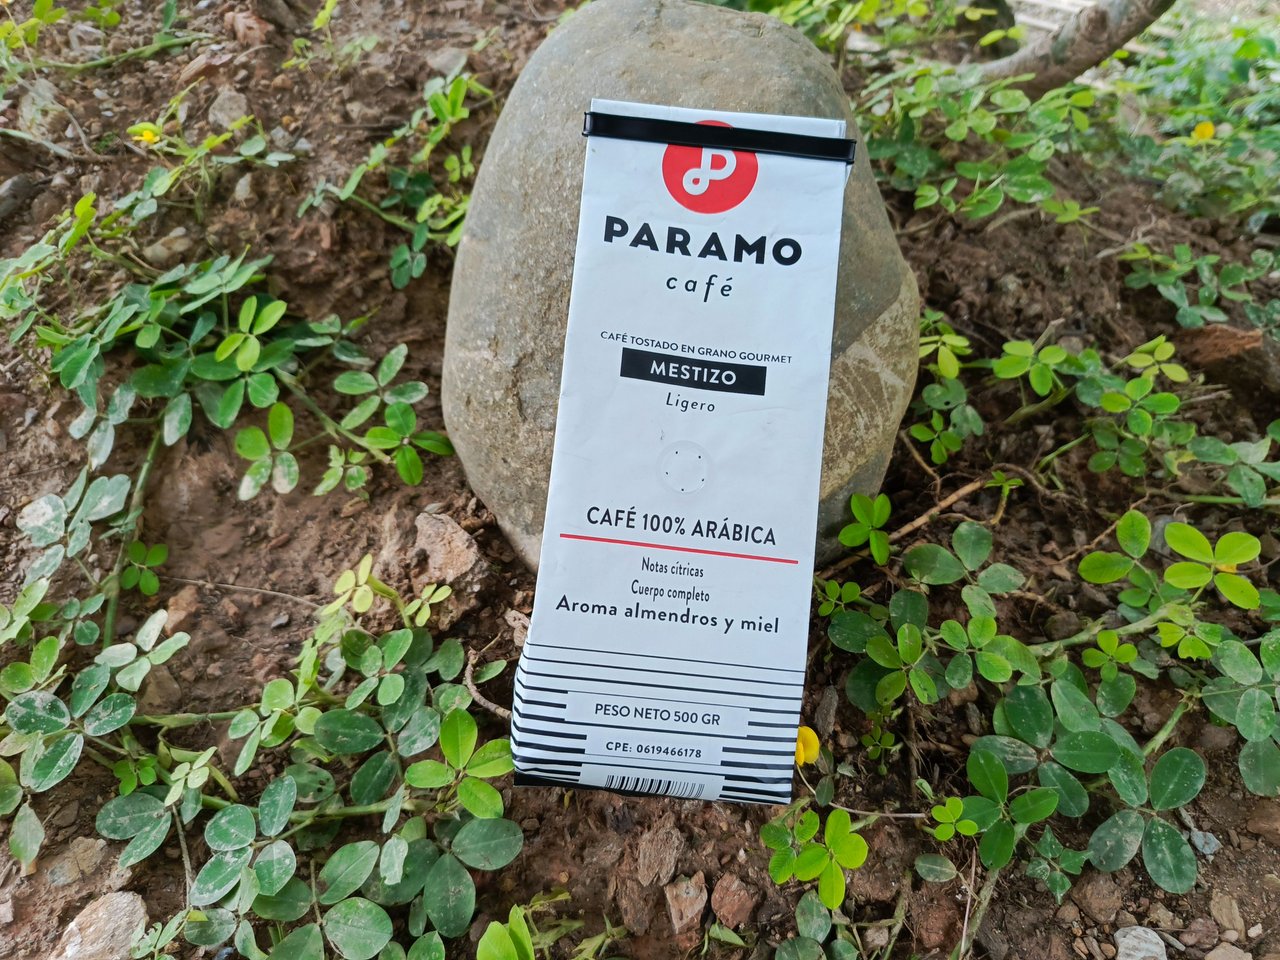 P
PARAMO
café
CAFÉ TOSTADO EN GRANO GOURMET
MESTIZO
Ligero
CAFÉ 100% ARÁBICA
Notas cítricas
Cuerpo completo
Aroma almendros y miel
PESO NETO 500 GR
CPE: 0619466178